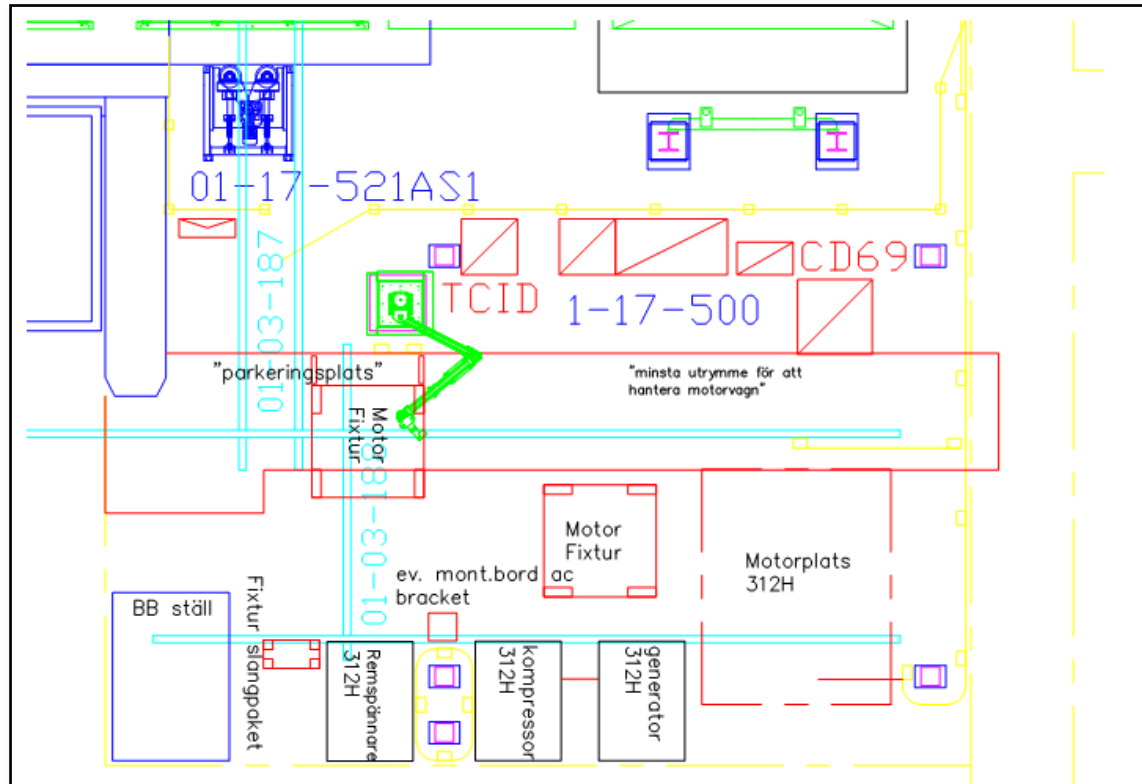 01-17-521AS1
01-03-187
TCID
CD69
1-17-500
"parkeringsplats"
"minsta utrymme för att
hantera motorvagn"
Motor
Fixtur
01-03-188
Motor
Fixtur
Motorplats
312H
ev. mont.bord ac
bracket
BB ställ
Fixtur slangpaket
Remspännare
312H
kompressor
312H
generator
312H